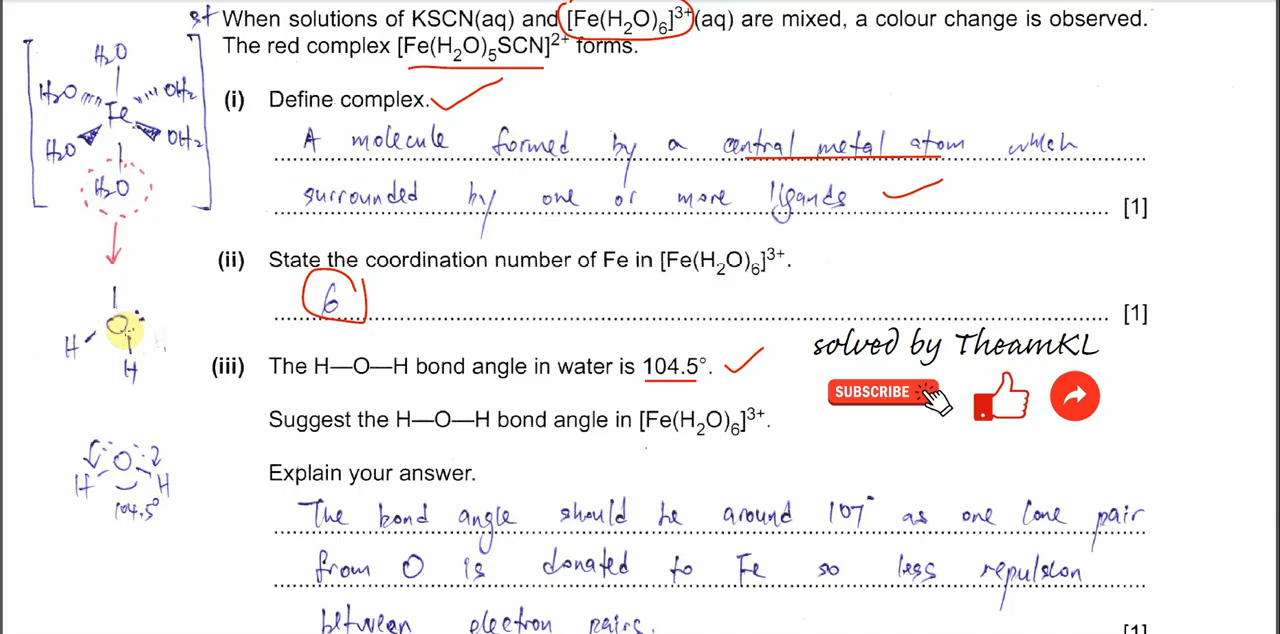 3+ When solutions of KSCN(aq) and [Fe(H₂O)₆]³⁺(aq) are mixed, a colour change is observed.
The red complex [Fe(H₂O)₅SCN]²⁺ forms.
H₂O
H₂O Fe OH₂
H₂O OH₂
H₂O
(i) Define complex.
A molecule formed by a central metal atom which
surrounded by one or more ligands [1]
(ii) State the coordination number of Fe in [Fe(H₂O)₆]³⁺.
6 [1]
O
H
H
solved by TheamKL
SUBSCRIBE
(iii) The H—O—H bond angle in water is 104.5°.
Suggest the H—O—H bond angle in [Fe(H₂O)₆]³⁺.
O
H H
104.5°
Explain your answer.
The bond angle should be around 107° as one lone pair
from O is donated to Fe so less repulsion
between electron pairs. [1]